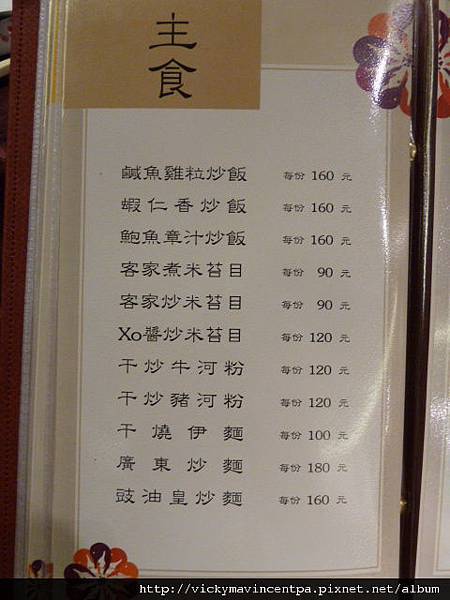 主食
鹹魚雞粒炒飯 每份 160 元
蝦仁香炒飯 每份 160 元
鮑魚章汁炒飯 每份 160 元
客家煮米苔目 每份 90 元
客家炒米苔目 每份 90 元
Xo醬炒米苔目 每份 120 元
干炒牛河粉 每份 120 元
干炒豬河粉 每份 120 元
干燒伊麵 每份 100 元
廣東炒麵 每份 180 元
豉油皇炒麵 每份 160 元
http://vickymavincentpa.pixnet.net/album